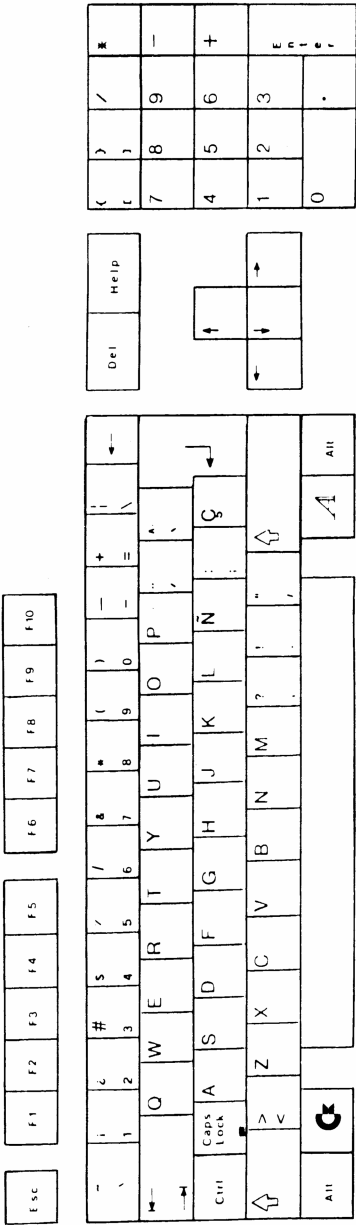 Esc F1 F2 F3 F4 F5 F6 F7 F8 F9 F10
~ ¡ ¿ # $ / & * ( ) — + ¦ ←
` 1 2 3 4 5 6 7 8 9 0 - = \
Del Help
{ } / *
[ ]
Q W E R T Y U I O P
7 8 9 —
Ctrl Caps Lock A S D F G H J K L Ñ Ç
4 5 6 +
> Z X C V B N M ? ! "
<
1 2 3 Enter
Alt A Alt
0 .